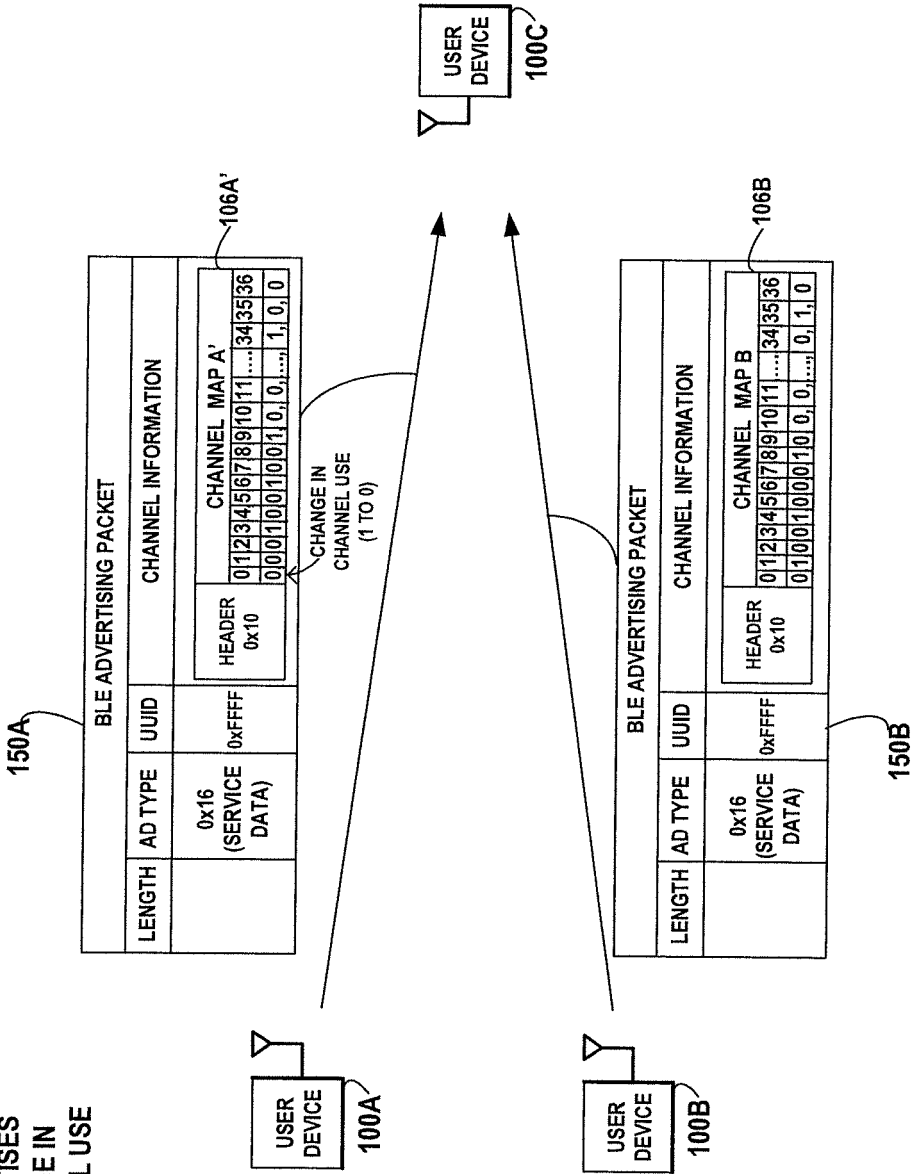 ISES
E IN
L USE
150A
BLE ADVERTISING PACKET
LENGTH AD TYPE UUID CHANNEL INFORMATION
0x16
(SERVICE
DATA)
0xFFFF
HEADER
0x10
CHANNEL MAP A'
0 1 2 3 4 5 6 7 8 9 10 11 .... 34 35 36
0 0 0 1 0 0 1 0 0 1, 0, 0, ...., 1, 0, 0
106A'
CHANGE IN
CHANNEL USE
(1 TO 0)
USER
DEVICE
100A
USER
DEVICE
100C
USER
DEVICE
100B
BLE ADVERTISING PACKET
LENGTH AD TYPE UUID CHANNEL INFORMATION
0x16
(SERVICE
DATA)
0xFFFF
HEADER
0x10
CHANNEL MAP B
0 1 2 3 4 5 6 7 8 9 10 11 .... 34 35 36
0 1 0 0 1 0 0 0 1 0, 0, 0, ...., 0, 1, 0
106B
150B